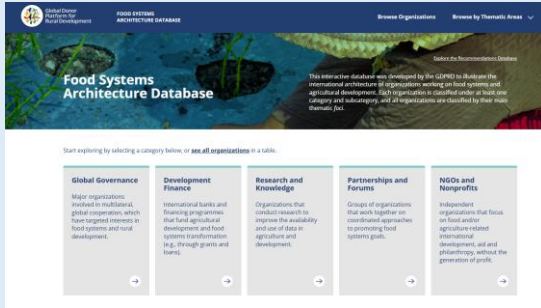 Global Donor
Platform for
Rural Development
FOOD SYSTEMS
ARCHITECTURE DATABASE
Browse Organizations
Browse by Thematic Areas
Explore the Recommendations Database
Food Systems
Architecture Database
This interactive database was developed by the GDPRD to illustrate the
international architecture of organizations working on food systems and
agricultural development. Each organization is classified under at least one
category and subcategory, and all organizations are classified by their main
thematic foci.
Start exploring by selecting a category below, or see all organizations in a table.
Global Governance
Major organizations
involved in multilateral,
global cooperation, which
have targeted interests in
food systems and rural
development.
Development
Finance
International banks and
financing programmes
that fund agricultural
development and food
systems transformation
(e.g., through grants and
loans).
Research and
Knowledge
Organizations that
conduct research to
improve the availability
and use of data in
agriculture and
development.
Partnerships and
Forums
Groups of organizations
that work together on
coordinated approaches
to promoting food
systems goals.
NGOs and
Nonprofits
Independent
organizations that focus
on food and/or
agriculture-related
international
development, aid and
philanthropy, without the
generation of profit.